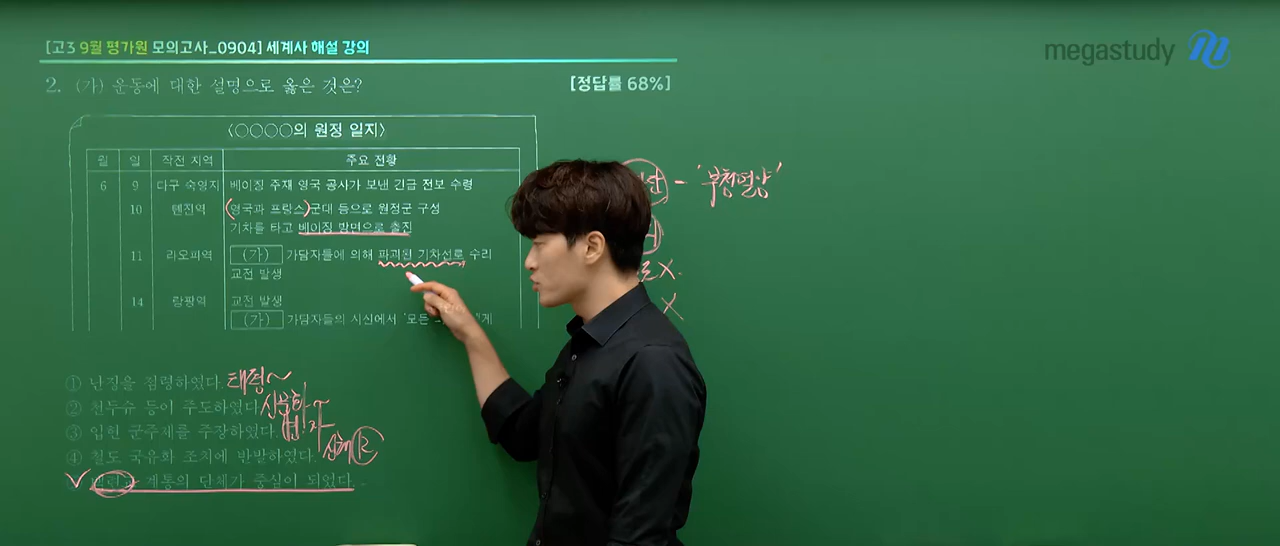 [고3 9월 평가원 모의고사_0904] 세계사 해설 강의
megastudy
2. (가) 운동에 대한 설명으로 옳은 것은?
[정답률 68%]
〈○○○○의 원정 일지〉
월 일 작전 지역 주요 전황
6 9 다구 숙영지 베이징 주재 영국 공사가 보낸 긴급 전보 수령
10 톈진역 영국과 프랑스 군대 등으로 원정군 구성
기차를 타고 베이징 방면으로 출진
11 라오파역 (가) 가담자들에 의해 파괴된 기차선로 수리
교전 발생
14 랑팡역 교전 발생
(가) 가담자들의 시신에서 '모든
- '부청멸양'
X.
X
① 난징을 점령하였다. 태평~
② 천두슈 등이 주도하였다. 신문화
③ 입헌 군주제를 주장하였다. 변 자
④ 철도 국유화 조치에 반발하였다. 신해
계통의 단체가 중심이 되었다.